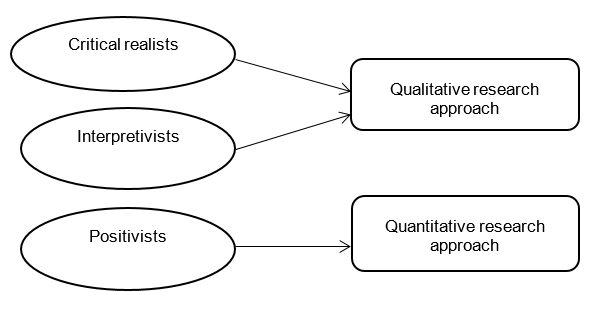 Critical realists
Qualitative research
approach
Interpretivists
Positivists
Quantitative research
approach